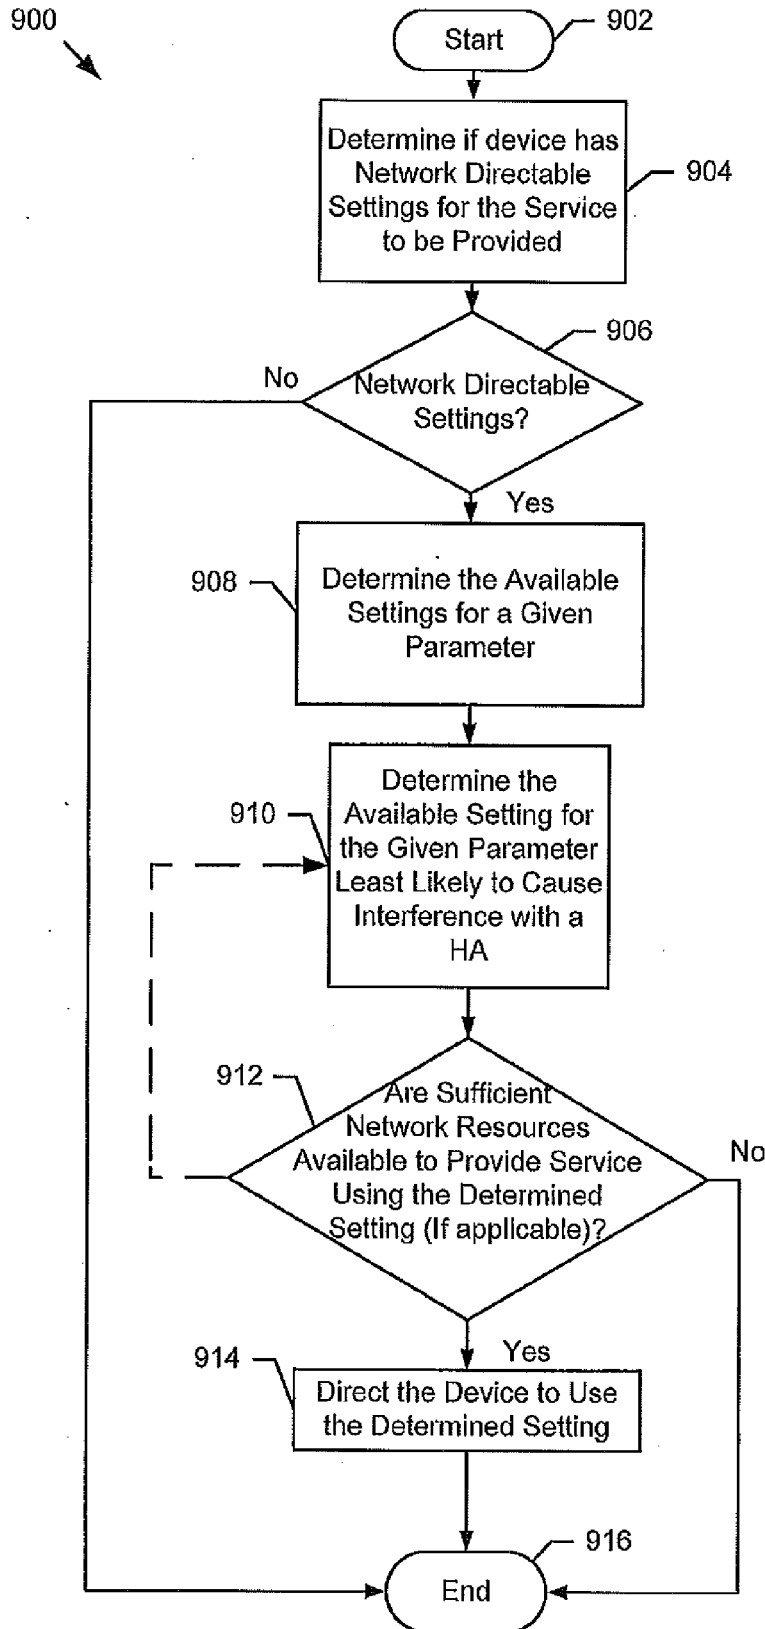 900
Start
902
Determine if device has
Network Directable
Settings for the Service
to be Provided
904
906
No
Network Directable
Settings?
Yes
908
Determine the Available
Settings for a Given
Parameter
910
Determine the
Available Setting for
the Given Parameter
Least Likely to Cause
Interference with a
HA
912
Are Sufficient
Network Resources
Available to Provide Service
Using the Determined
Setting (If applicable)?
No
Yes
914
Direct the Device to Use
the Determined Setting
916
End